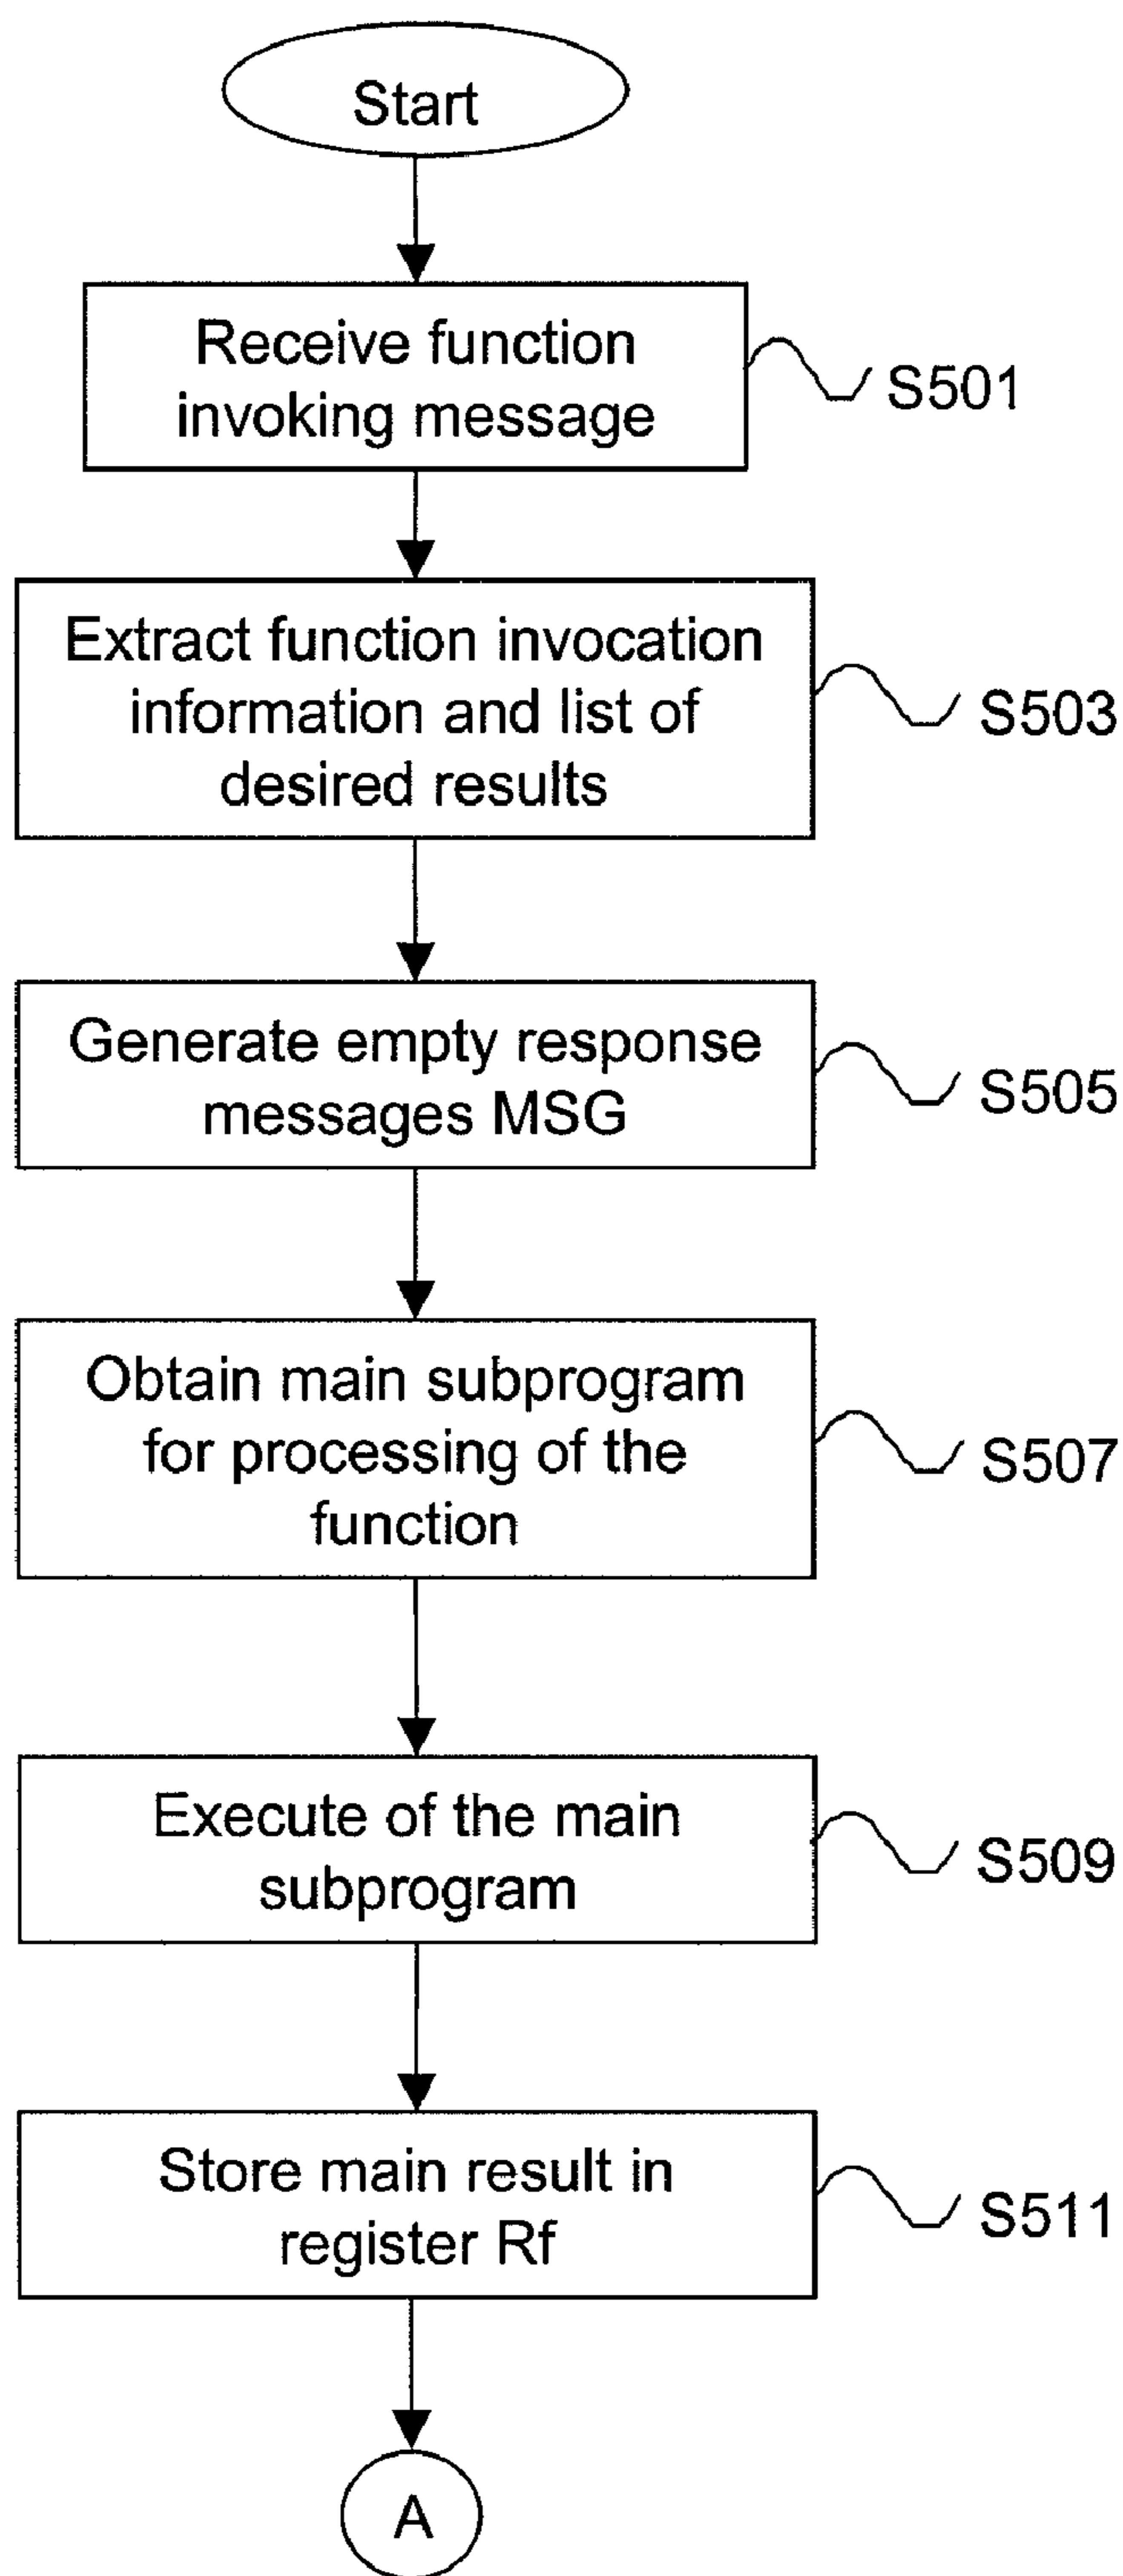 Start
Receive function
invoking message
S501
Extract function invocation
information and list of
desired results
S503
Generate empty response
messages MSG
S505
Obtain main subprogram
for processing of the
function
S507
Execute of the main
subprogram
S509
Store main result in
register Rf
S511
A